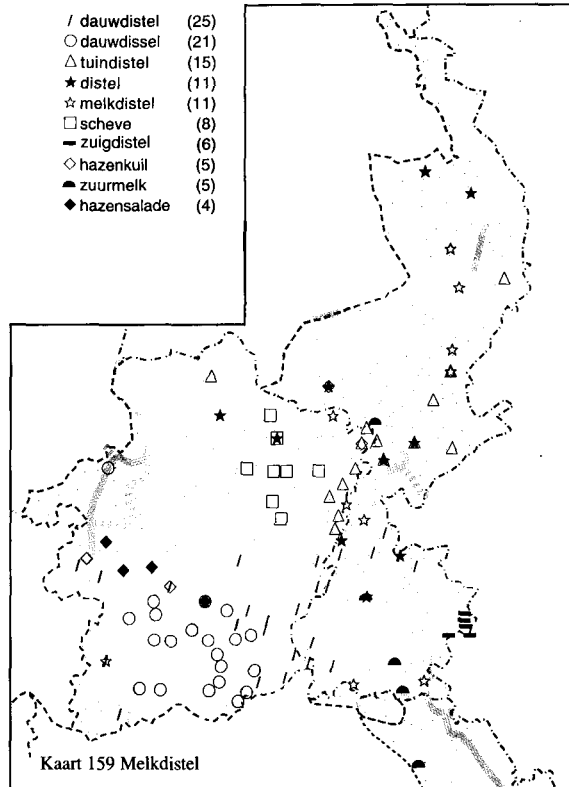 dauwdistel (25)
dauwdissel (21)
tuindistel (15)
distel (11)
melkdistel (11)
scheve (8)
zuigdistel (6)
hazenkuil (5)
zuurmelk (5)
hazensalade (4)
Kaart 159 Melkdistel